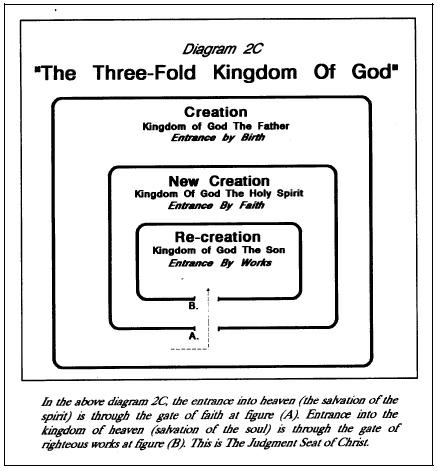 Diagram 2C
"The Three-Fold Kingdom Of God"
Creation
Kingdom of God The Father
Entrance by Birth
New Creation
Kingdom Of God The Holy Spirit
Entrance By Faith
Re-creation
Kingdom of God The Son
Entrance By Works
B.
A.
In the above diagram 2C, the entrance into heaven (the salvation of the
spirit) is through the gate of faith at figure (A). Entrance into the
kingdom of heaven (salvation of the soul) is through the gate of
righteous works at figure (B). This is The Judgment Seat of Christ.